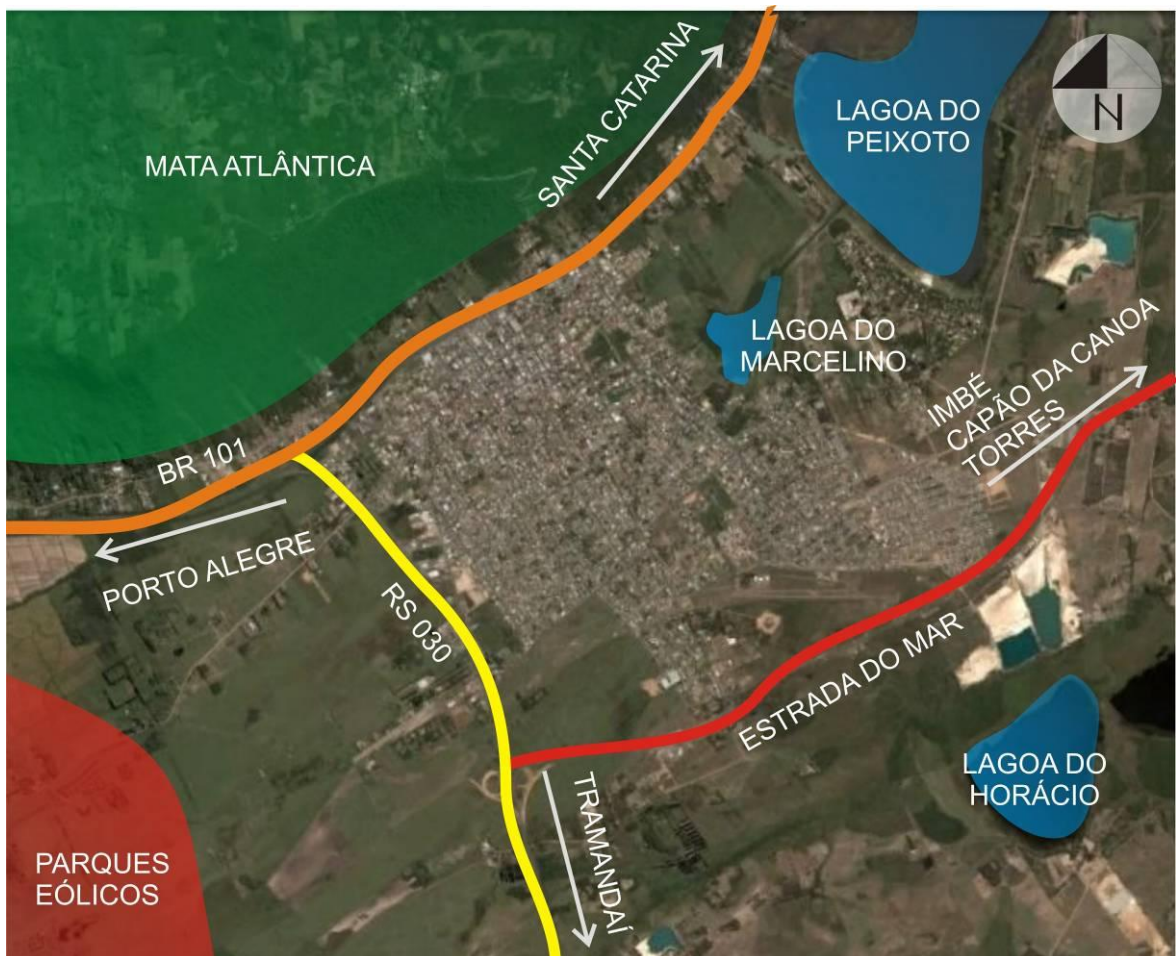 SANTA CATARINA
LAGOA DO
PEIXOTO
N
MATA ATLÂNTICA
LAGOA DO
MARCELINO
IMBÉ
CAPÃO DA CANOA
TORRES
BR 101
PORTO ALEGRE
RS 030
ESTRADA DO MAR
LAGOA DO
HORÁCIO
TRAMANDAÍ
PARQUES
EÓLICOS